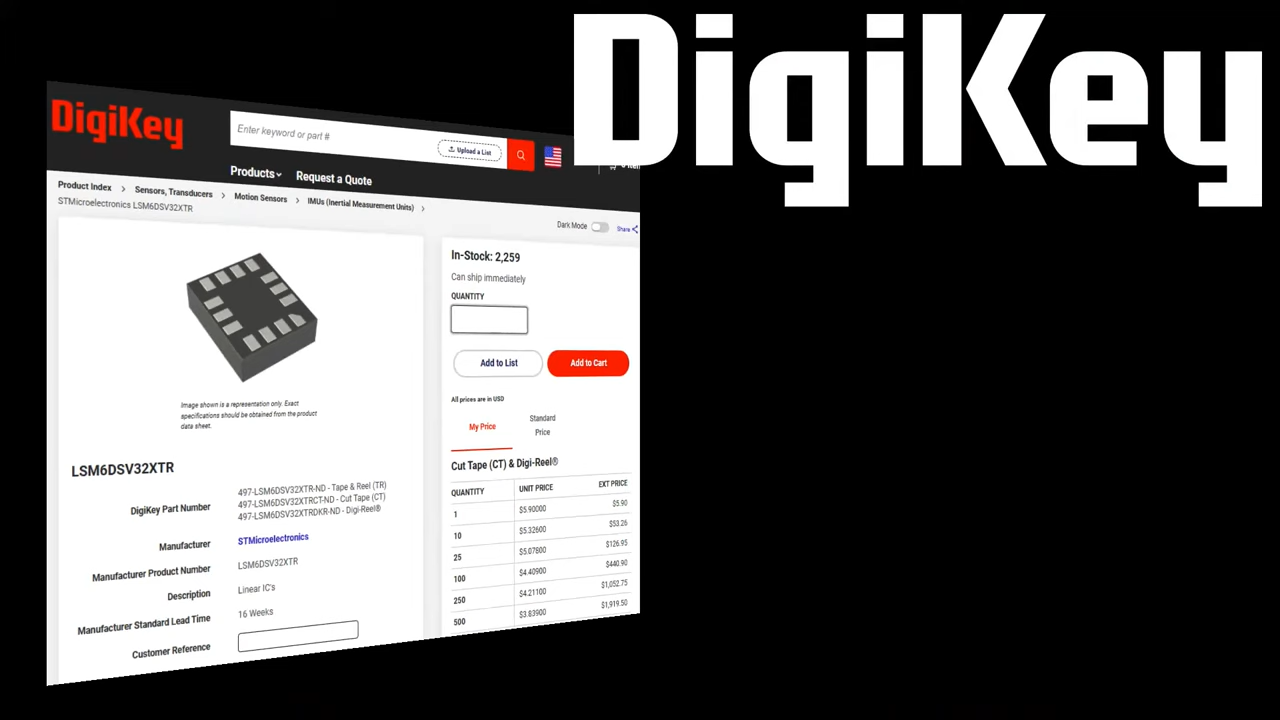 DigiKey
DigiKey
Enter keyword or part #
Upload a List
Products
Request a Quote
Product Index > Sensors, Transducers > Motion Sensors > IMUs (Inertial Measurement Units) >
STMicroelectronics LSM6DSV32XTR
Dark Mode
Share
Image shown is a representation only. Exact
specifications should be obtained from the product
data sheet.
LSM6DSV32XTR
DigiKey Part Number
497-LSM6DSV32XTR-ND - Tape & Reel (TR)
497-LSM6DSV32XTRCT-ND - Cut Tape (CT)
497-LSM6DSV32XTRDKR-ND - Digi-Reel®
Manufacturer
STMicroelectronics
Manufacturer Product Number
LSM6DSV32XTR
Description
Linear IC's
Manufacturer Standard Lead Time
16 Weeks
Customer Reference
In-Stock: 2,259
Can ship immediately
QUANTITY
Add to List
Add to Cart
All prices are in USD
My Price
Standard
Price
Cut Tape (CT) & Digi-Reel®
QUANTITY UNIT PRICE EXT PRICE
1 $5.90000 $5.90
10 $5.32600 $53.26
25 $5.07800 $126.95
100 $4.40900 $440.90
250 $4.21100 $1,052.75
500 $3.83900 $1,919.50